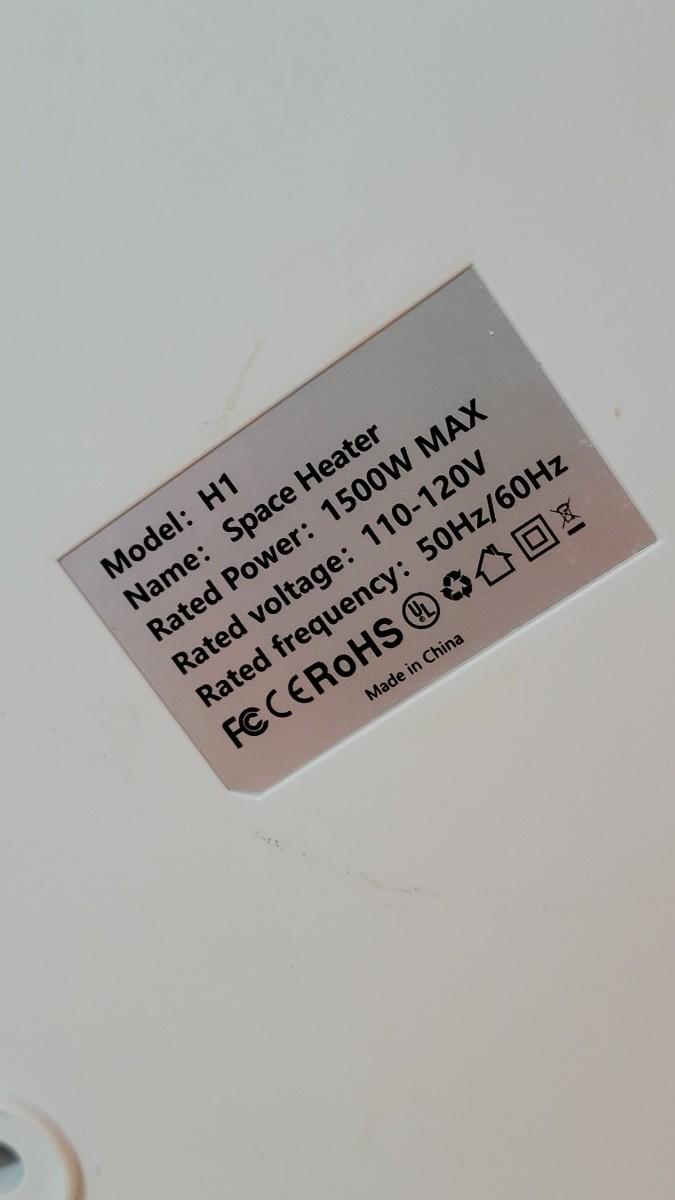 Model: H1
Name: Space Heater
Rated Power: 1500W MAX
Rated voltage: 110-120V
Rated frequency: 50Hz/60Hz
FC CE RoHS UL
Made in China